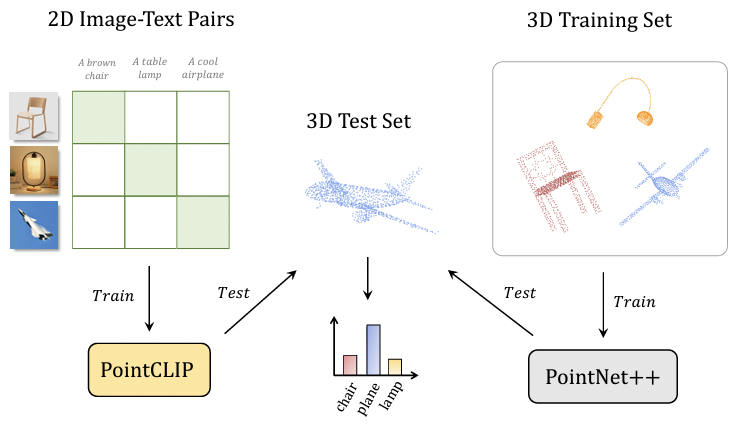 2D Image-Text Pairs
3D Training Set
A brown
chair
A table
lamp
A cool
airplane
3D Test Set
Train
Test
Test
Train
PointCLIP
chair
plane
lamp
PointNet++